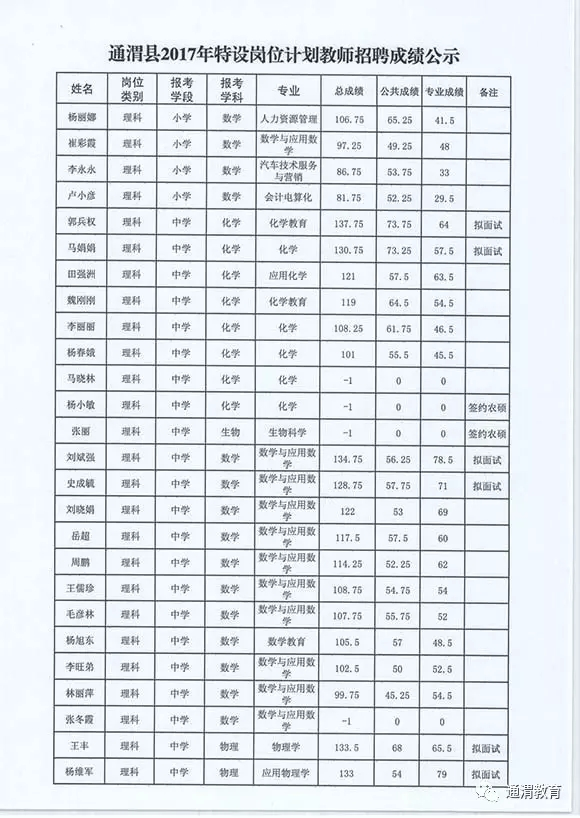 通渭县2017年特设岗位计划教师招聘成绩公示
姓名 岗位类别 报考学段 报考学科 专业 总成绩 公共成绩 专业成绩 备注
杨丽娜 理科 小学 数学 人力资源管理 106.75 65.25 41.5
崔彩霞 理科 小学 数学 数学与应用数学 97.25 49.25 48
李永永 理科 小学 数学 汽车技术服务与营销 86.75 53.75 33
卢小彦 理科 小学 数学 会计电算化 81.75 52.25 29.5
郭兵权 理科 中学 化学 化学教育 137.75 73.75 64 拟面试
马娟娟 理科 中学 化学 化学 130.75 73.25 57.5 拟面试
田强洲 理科 中学 化学 应用化学 121 57.5 63.5
魏刚刚 理科 中学 化学 化学教育 119 64.5 54.5
李丽丽 理科 中学 化学 化学 108.25 61.75 46.5
杨春娥 理科 中学 化学 化学 101 55.5 45.5
马晓林 理科 中学 化学 化学 -1 0 0
杨小敏 理科 中学 化学 化学 -1 0 0 签约农硕
张丽 理科 中学 生物 生物科学 -1 0 0 签约农硕
刘斌强 理科 中学 数学 数学与应用数学 134.75 56.25 78.5 拟面试
史成毓 理科 中学 数学 数学与应用数学 128.75 57.75 71 拟面试
刘晓娟 理科 中学 数学 数学与应用数学 122 53 69
岳超 理科 中学 数学 数学与应用数学 117.5 57.5 60
周鹏 理科 中学 数学 数学与应用数学 114.25 52.25 62
王儒珍 理科 中学 数学 数学与应用数学 108.75 54.75 54
毛彦林 理科 中学 数学 数学与应用数学 107.75 55.75 52
杨旭东 理科 中学 数学 数学教育 105.5 57 48.5
李旺弟 理科 中学 数学 数学与应用数学 102.5 50 52.5
林丽萍 理科 中学 数学 数学与应用数学 99.75 45.25 54.5
张冬霞 理科 中学 数学 数学与应用数学 -1 0 0
王丰 理科 中学 物理 物理学 133.5 68 65.5 拟面试
杨维军 理科 中学 物理 应用物理学 133 54 79 拟面试
通渭教育